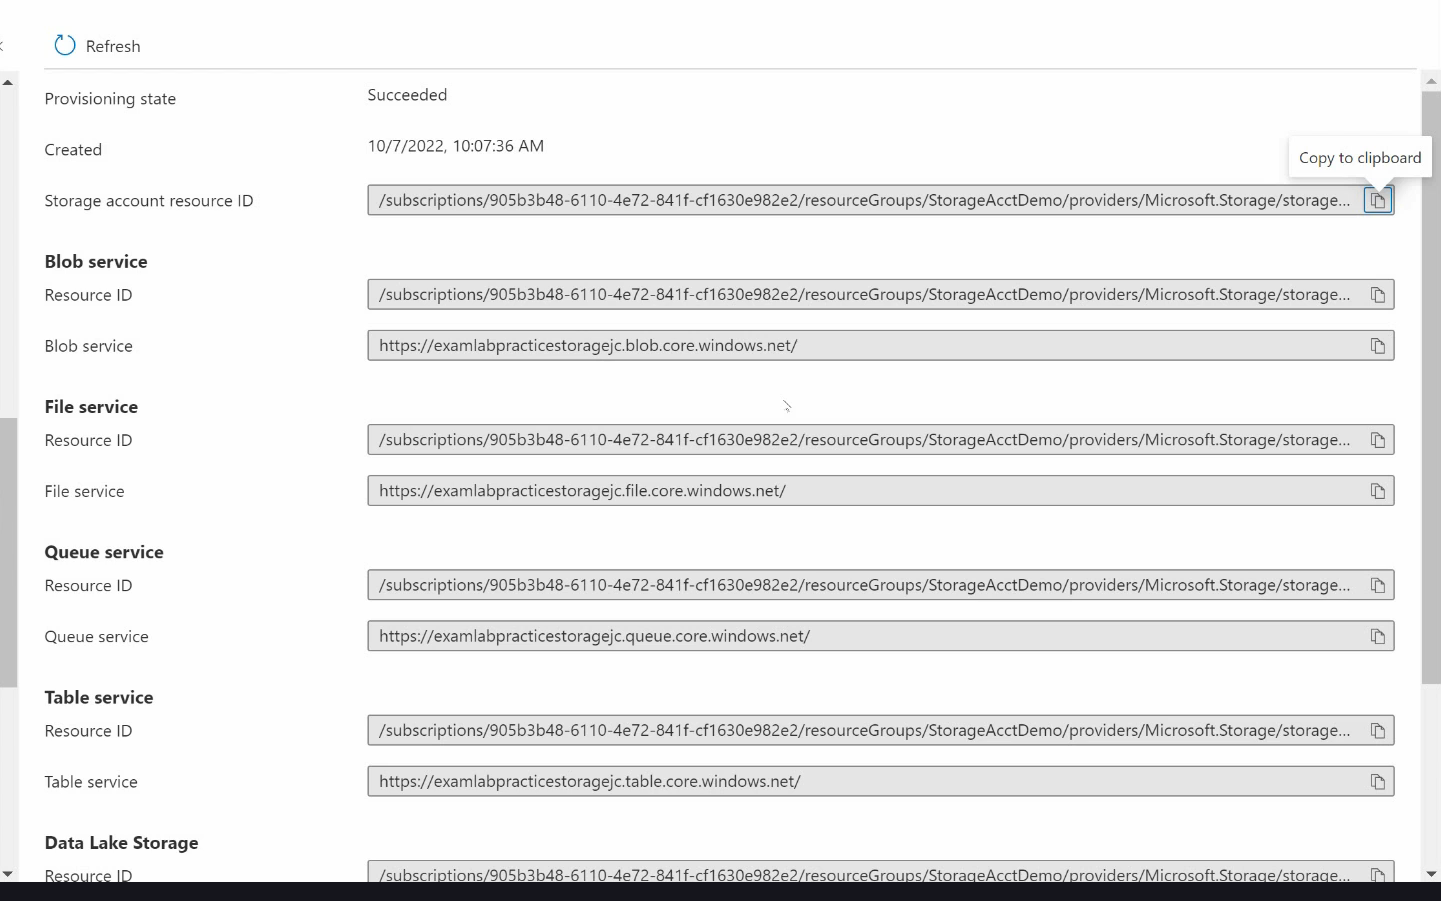 Refresh
Provisioning state
Succeeded
Created
10/7/2022, 10:07:36 AM
Copy to clipboard
Storage account resource ID
/subscriptions/905b3b48-6110-4e72-841f-cf1630e982e2/resourceGroups/StorageAcctDemo/providers/Microsoft.Storage/storage...
Blob service
Resource ID
/subscriptions/905b3b48-6110-4e72-841f-cf1630e982e2/resourceGroups/StorageAcctDemo/providers/Microsoft.Storage/storage...
Blob service
https://examlabpracticestoragejc.blob.core.windows.net/
File service
Resource ID
/subscriptions/905b3b48-6110-4e72-841f-cf1630e982e2/resourceGroups/StorageAcctDemo/providers/Microsoft.Storage/storage...
File service
https://examlabpracticestoragejc.file.core.windows.net/
Queue service
Resource ID
/subscriptions/905b3b48-6110-4e72-841f-cf1630e982e2/resourceGroups/StorageAcctDemo/providers/Microsoft.Storage/storage...
Queue service
https://examlabpracticestoragejc.queue.core.windows.net/
Table service
Resource ID
/subscriptions/905b3b48-6110-4e72-841f-cf1630e982e2/resourceGroups/StorageAcctDemo/providers/Microsoft.Storage/storage...
Table service
https://examlabpracticestoragejc.table.core.windows.net/
Data Lake Storage
Resource ID
/subscriptions/905b3b48-6110-4e72-841f-cf1630e982e2/resourceGroups/StorageAcctDemo/providers/Microsoft.Storage/storage...